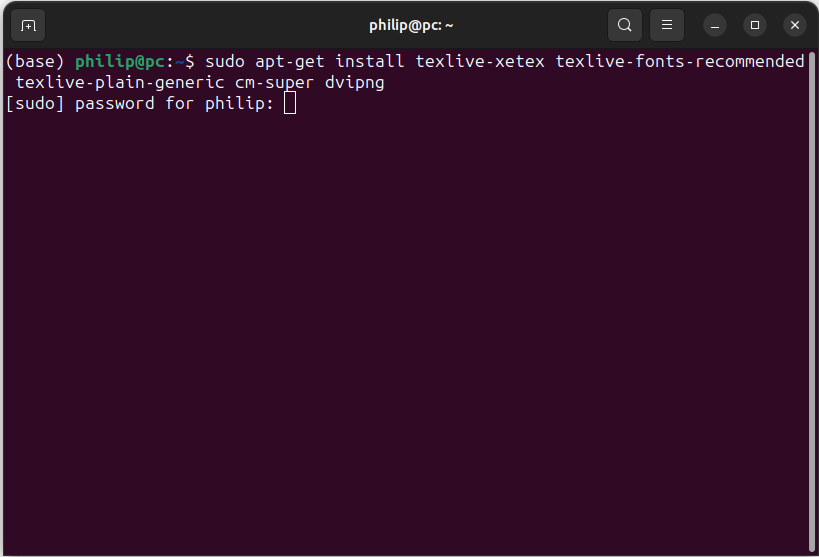 philip@pc: ~
(base) philip@pc:~$ sudo apt-get install texlive-xetex texlive-fonts-recommended
texlive-plain-generic cm-super dvipng
[sudo] password for philip: